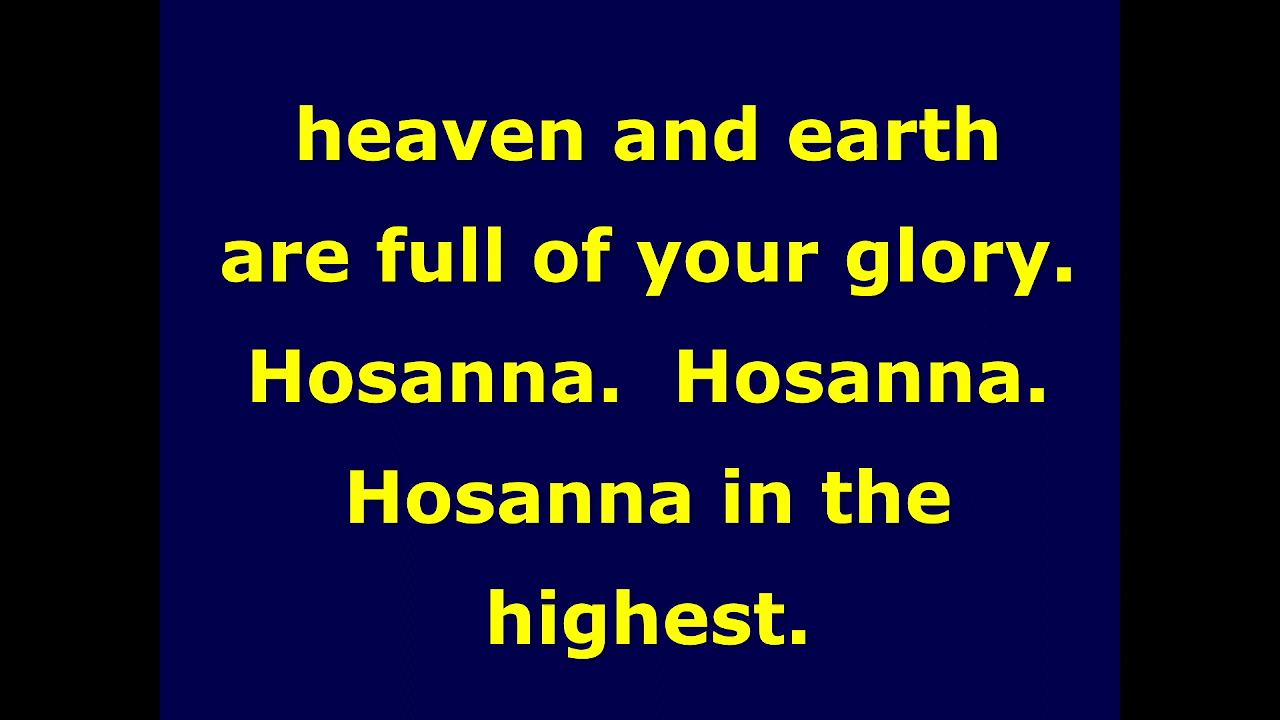 heaven and earth
are full of your glory.
Hosanna.  Hosanna.
Hosanna in the
highest.